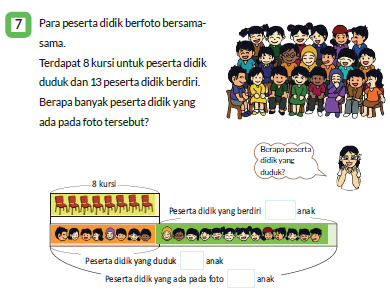 7
Para peserta didik berfoto bersama-
sama.
Terdapat 8 kursi untuk peserta didik
duduk dan 13 peserta didik berdiri.
Berapa banyak peserta didik yang
ada pada foto tersebut?
Berapa peserta
didik yang
duduk?
8 kursi
Peserta didik yang berdiri anak
Peserta didik yang duduk anak
Peserta didik yang ada pada foto anak